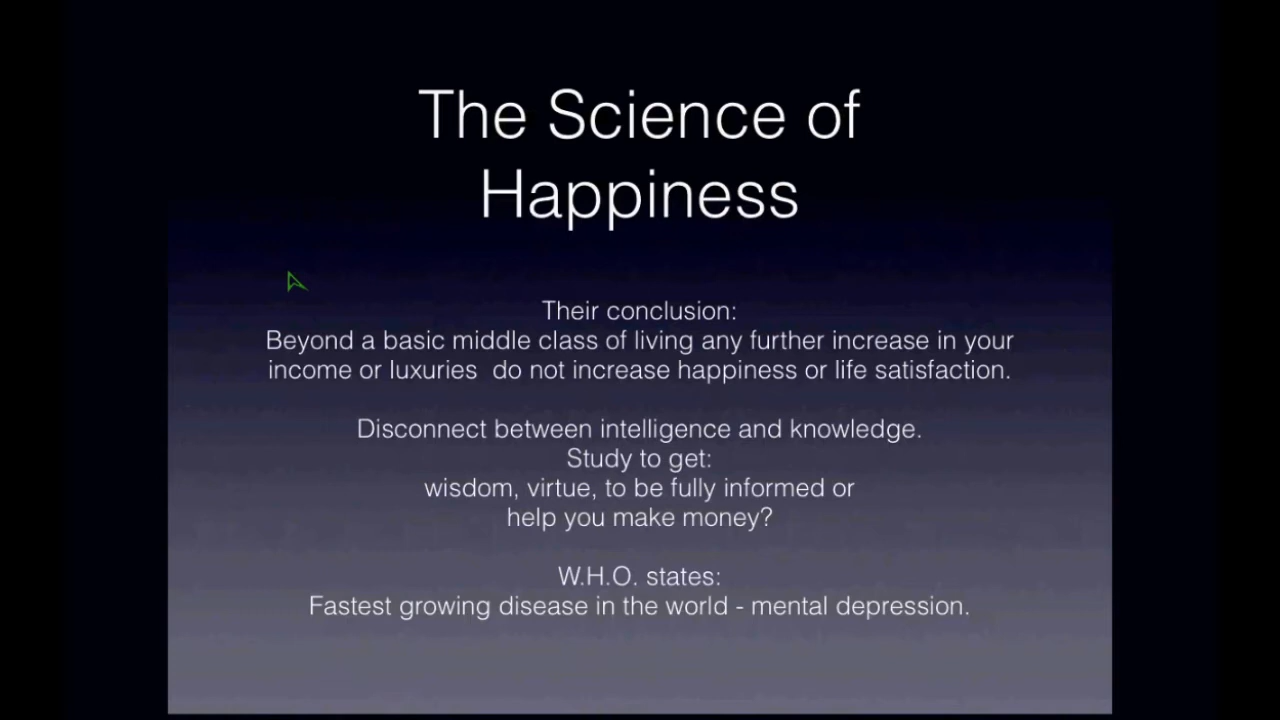 The Science of
Happiness
Their conclusion:
Beyond a basic middle class of living any further increase in your
income or luxuries  do not increase happiness or life satisfaction.
Disconnect between intelligence and knowledge.
Study to get:
wisdom, virtue, to be fully informed or
help you make money?
W.H.O. states:
Fastest growing disease in the world - mental depression.